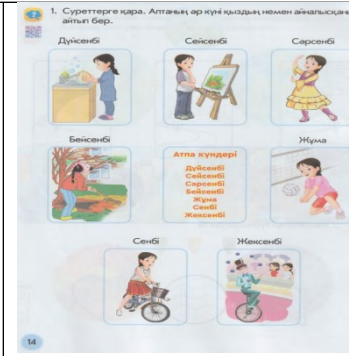 1. Суреттерге қара. Аптаның әр күні қыздың немен айналысқаны
айтып бер.
Дүйсенбі Сейсенбі Сәрсенбі
Бейсенбі Жұма
Апта күндері
Дүйсенбі
Сейсенбі
Сәрсенбі
Бейсенбі
Жұма
Сенбі
Жексенбі
Сенбі Жексенбі
14